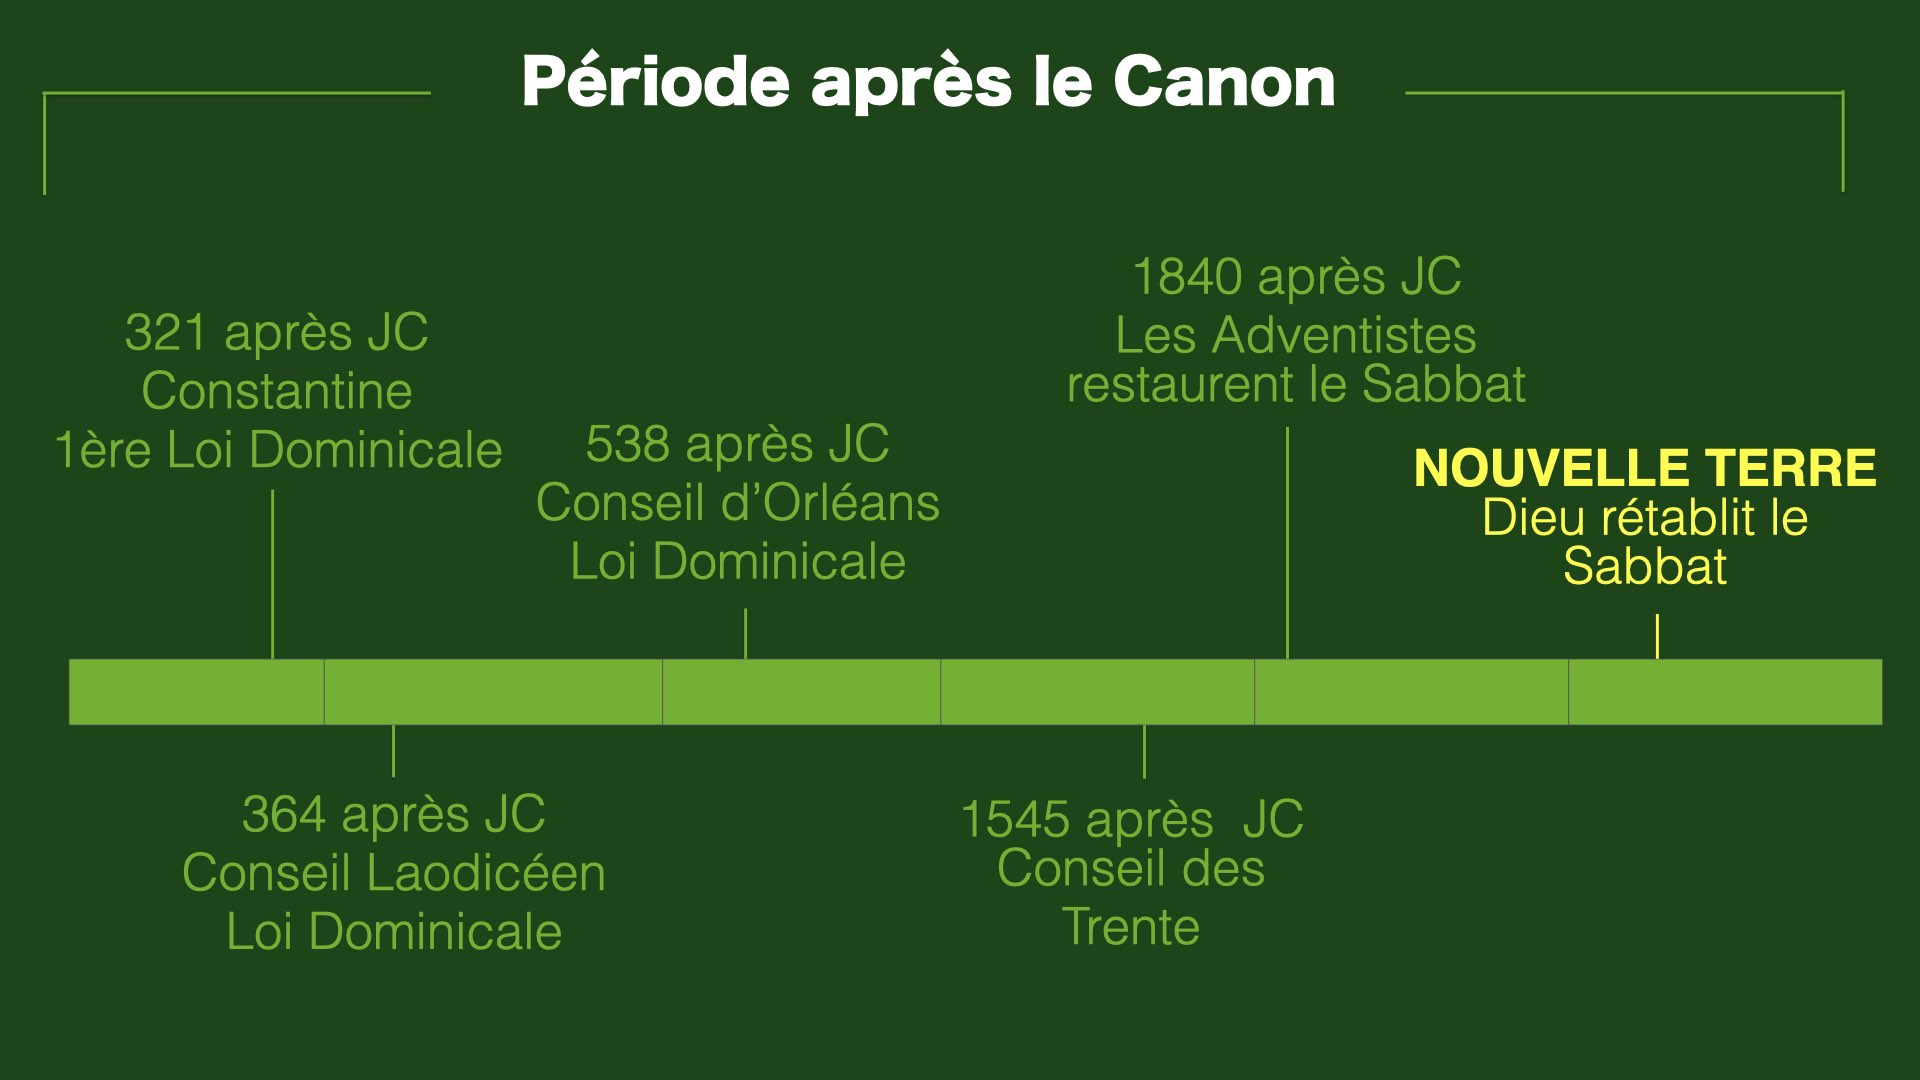 Période après le Canon
321 après JC
Constantine
1ère Loi Dominicale
364 après JC
Conseil Laodicéen
Loi Dominicale
538 après JC
Conseil d’Orléans
Loi Dominicale
1545 après  JC
Conseil des
Trente
1840 après JC
Les Adventistes
restaurent le Sabbat
NOUVELLE TERRE
Dieu rétablit le
Sabbat